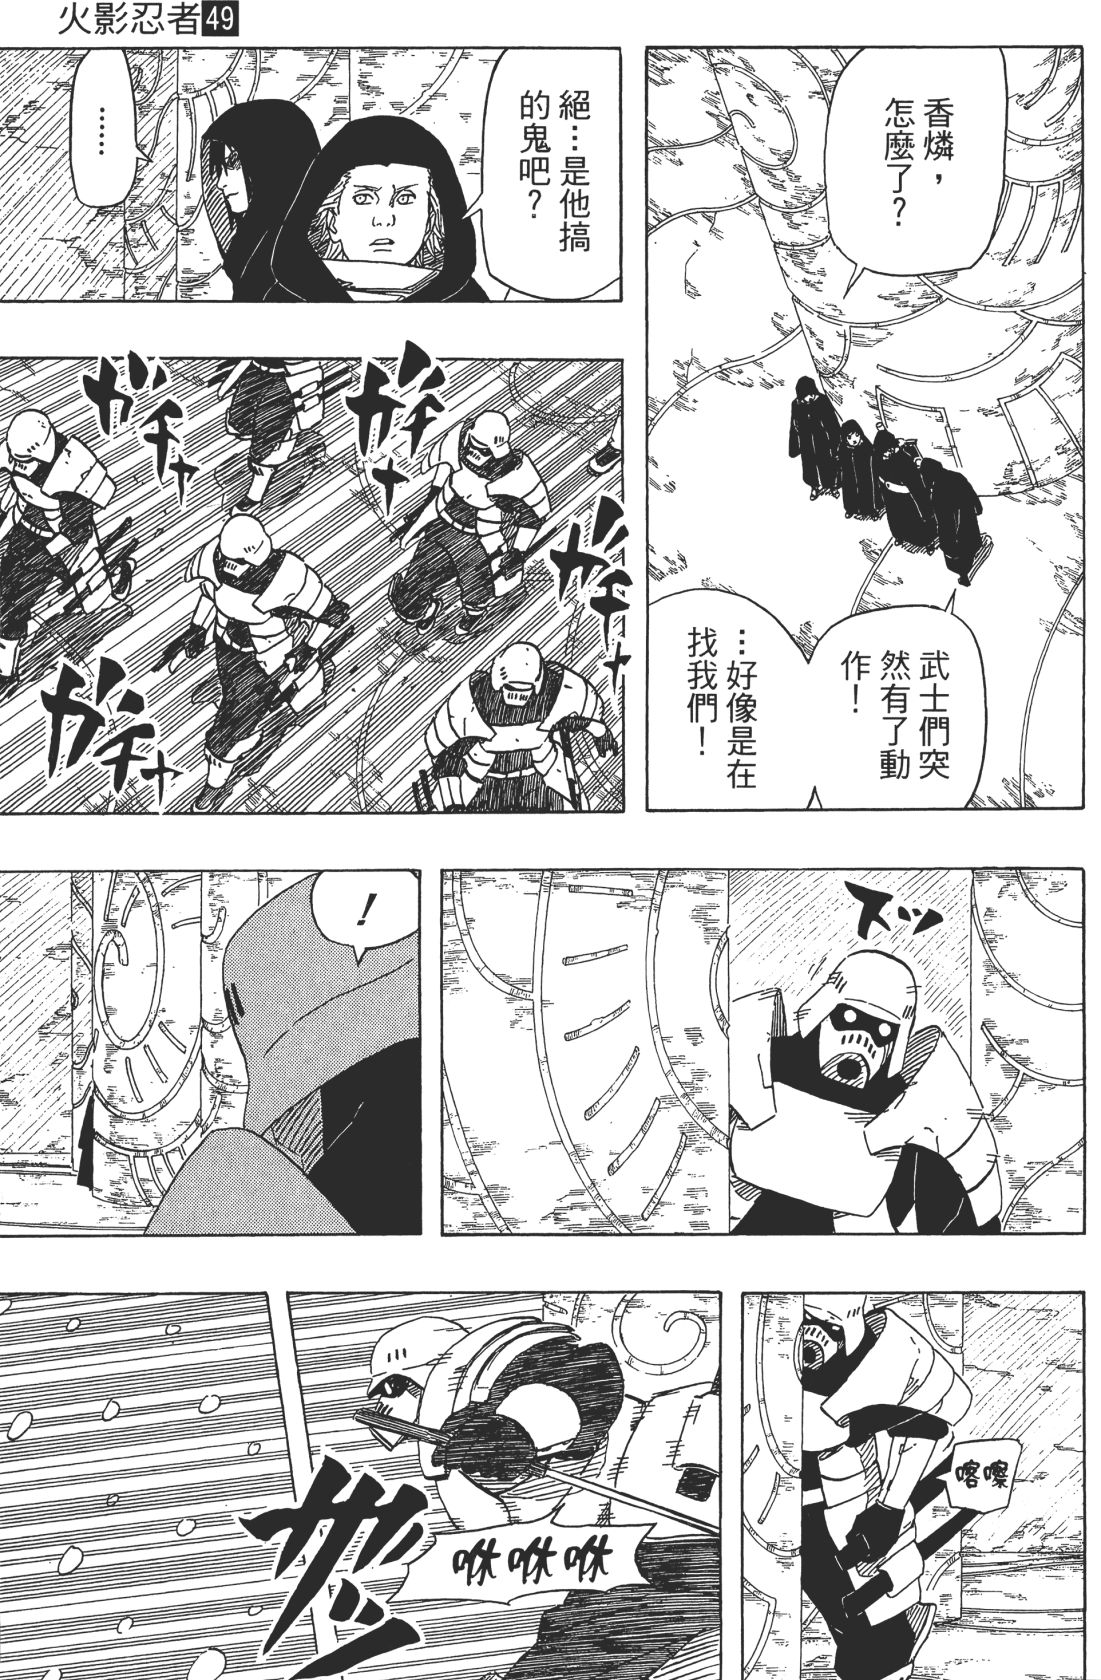 火影忍者49
香燐，
怎麼了？
武士們突
然有了動
作！
…好像是在
找我們！
絕…是他搞
的鬼吧？
……
ガチャ
ガチャ
ガチャ
ガチャ
ズッ
！
喀嚓
咻咻咻
ガガッ